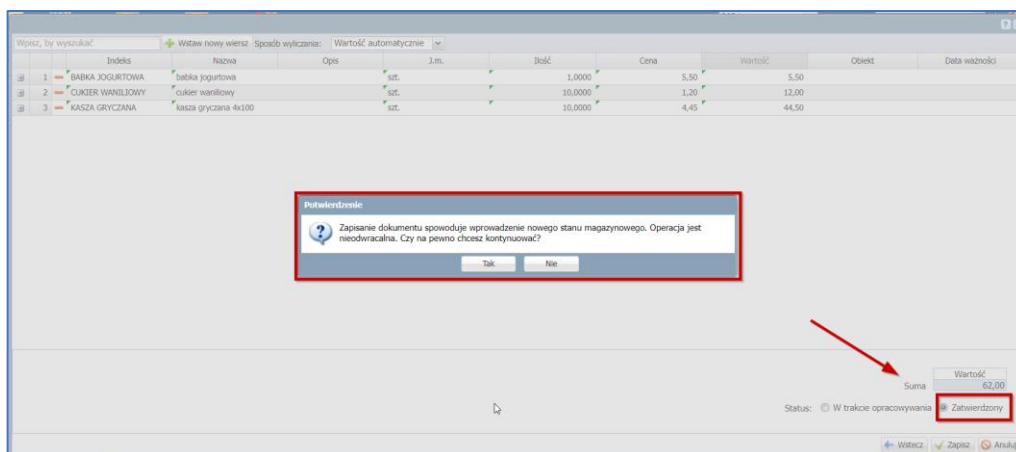 Wpisz, by wyszukać Wstaw nowy wiersz Sposób wyliczania: Wartość automatycznie
Indeks Nazwa Opis J.m. Ilość Cena Wartość Obiekt Data ważności
1 BABKA JOGURTOWA babka jogurtowa szt. 1,0000 5,50 5,50
2 CUKIER WANILIOWY cukier waniliowy szt. 10,0000 1,20 12,00
3 KASZA GRYCZANA kasza gryczana 4x100 szt. 10,0000 4,45 44,50
Potwierdzenie
Zapisanie dokumentu spowoduje wprowadzenie nowego stanu magazynowego. Operacja jest
nieodwracalna. Czy na pewno chcesz kontynuować?
Tak Nie
Wartość
Suma 62,00
Status: W trakcie opracowywania Zatwierdzony
Wstecz Zapisz Anuluj